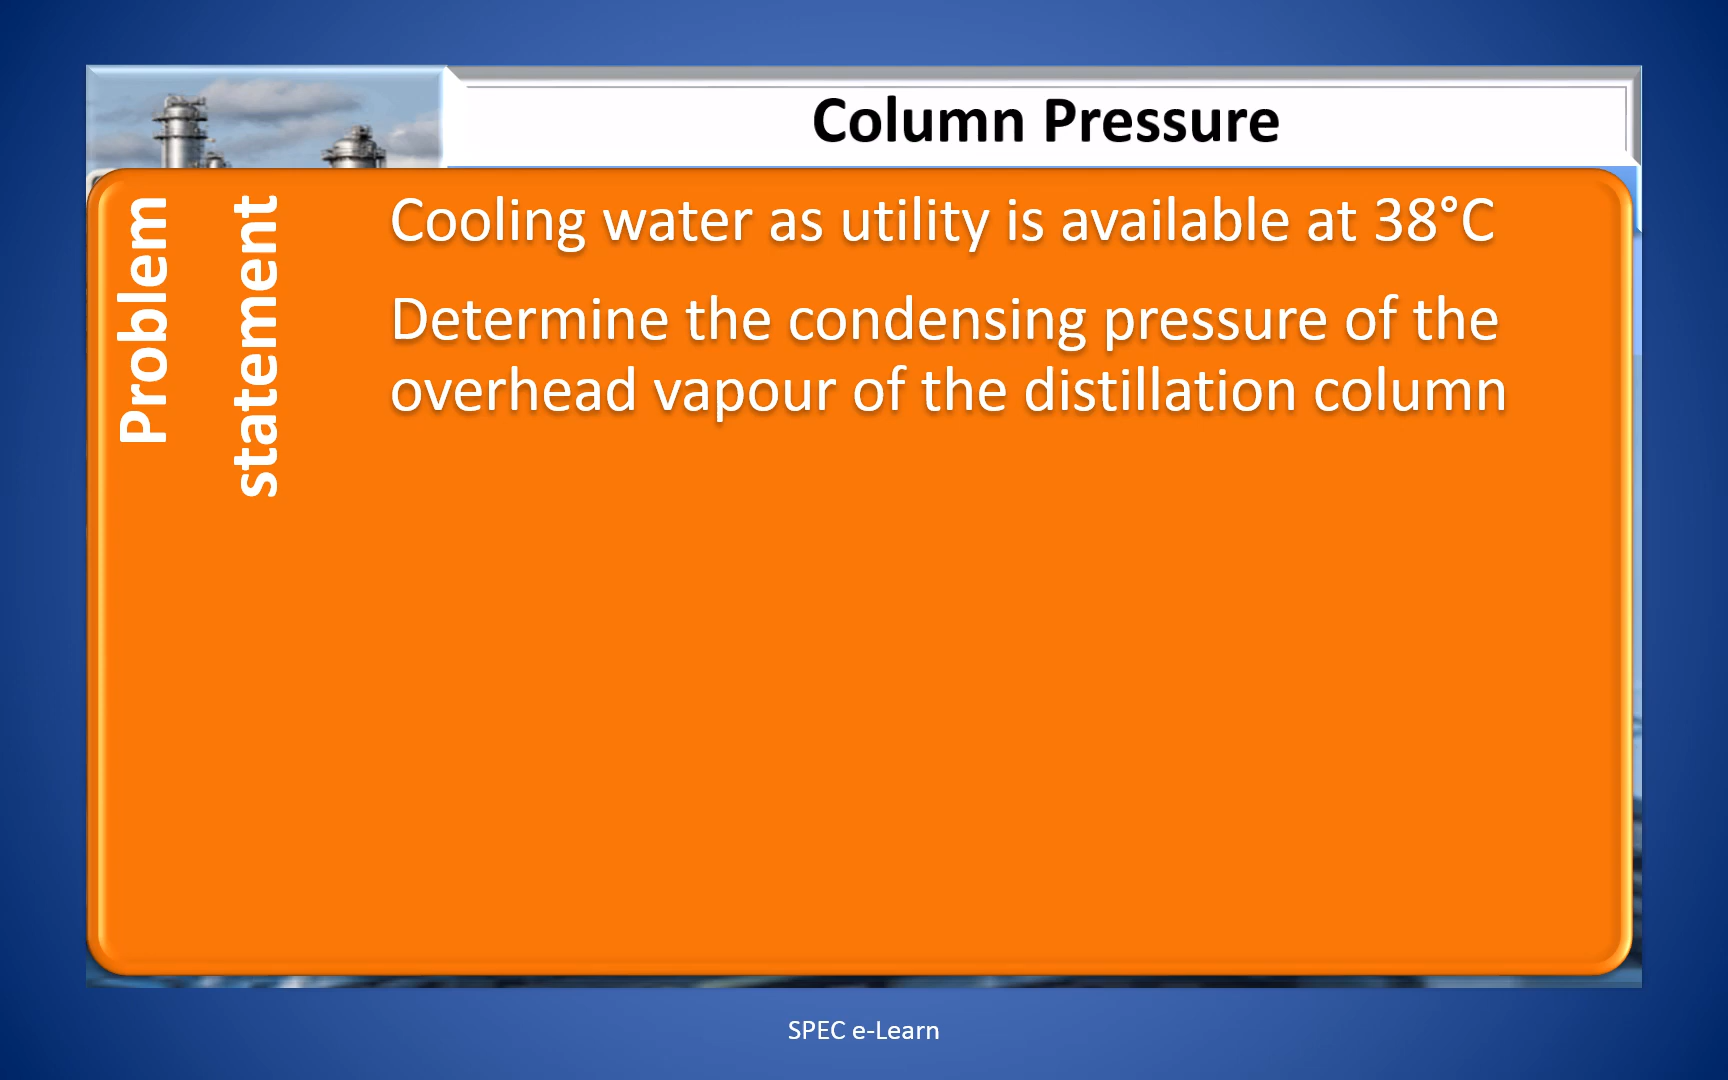 Column Pressure
Problem
statement
Cooling water as utility is available at 38°C
Determine the condensing pressure of the
overhead vapour of the distillation column
SPEC e-Learn